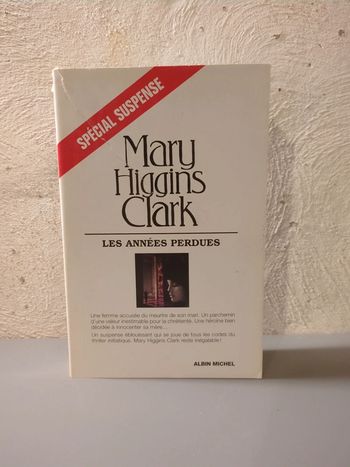 SPÉCIAL SUSPENSE
Mary
Higgins
Clark
LES ANNÉES PERDUES
Une femme accusée du meurtre de son mari. Un parchemin
d'une valeur inestimable pour la chrétienté. Une héroïne bien
décidée à innocenter sa mère...
Un suspense éblouissant qui se joue de tous les codes du
thriller initiatique. Mary Higgins Clark reste inégalable !
ALBIN MICHEL